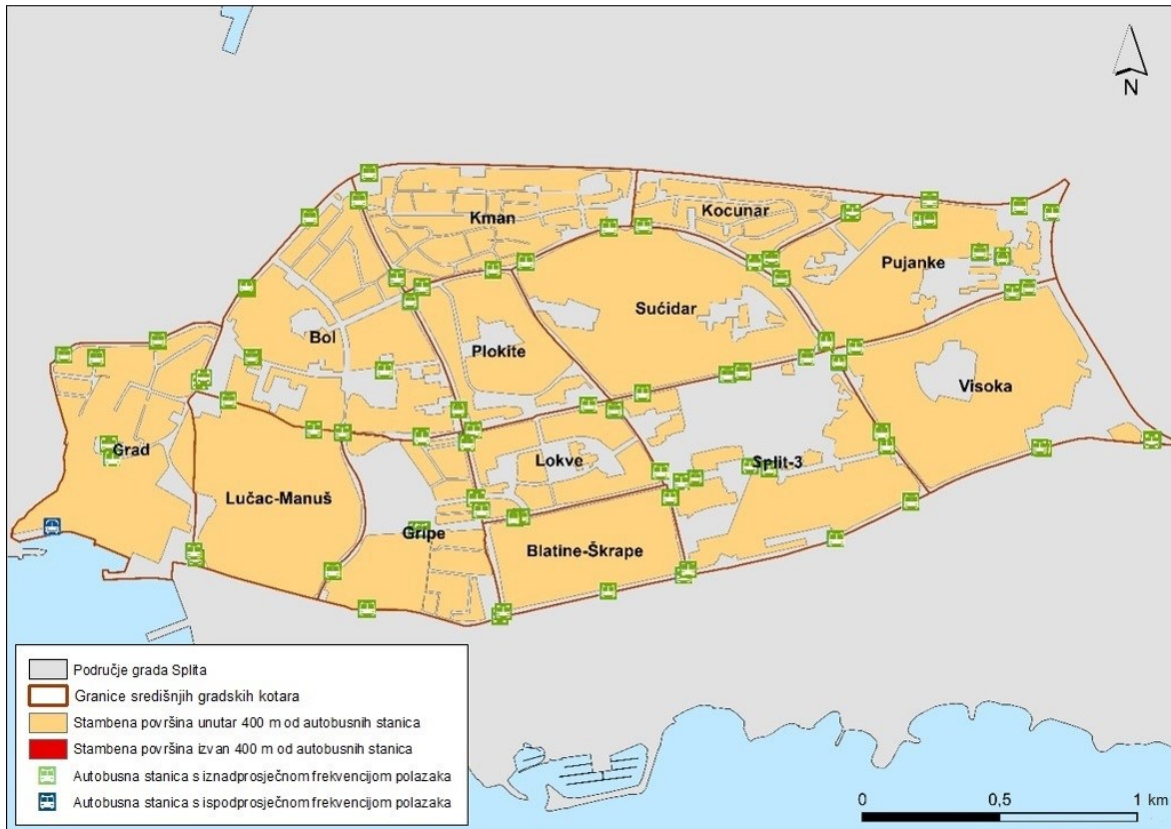 N
Kman
Kocunar
Pujanke
Sućidar
Bol
Plokite
Visoka
Grad
Lokve
Split-3
Lučac-Manuš
Gripe
Blatine-Škrape
Područje grada Splita
Granice središnjih gradskih kotara
Stambena površina unutar 400 m od autobusnih stanica
Stambena površina izvan 400 m od autobusnih stanica
Autobusna stanica s iznadprosječnom frekvencijom polazaka
Autobusna stanica s ispodprosječnom frekvencijom polazaka
0 0,5 1 km